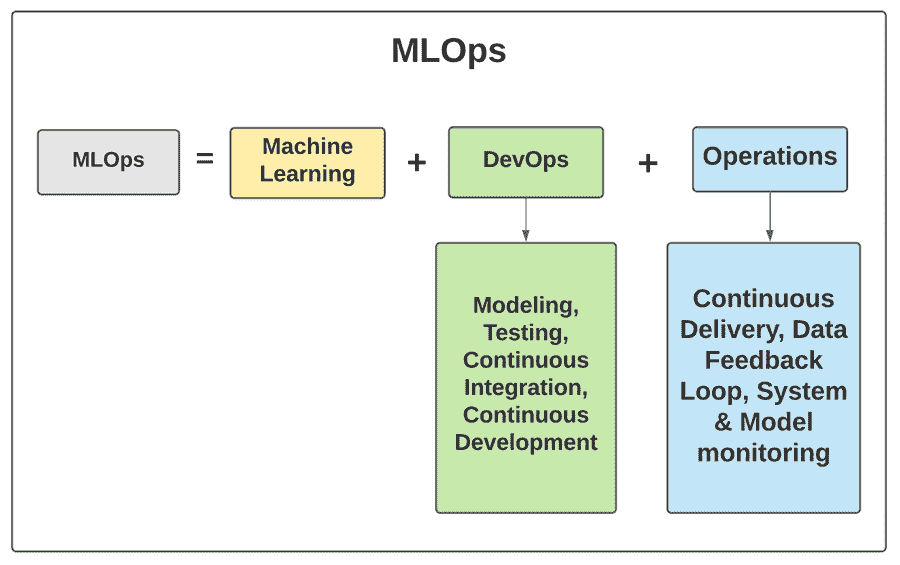 MLOps
MLOps = Machine Learning + DevOps + Operations
Modeling,
Testing,
Continuous
Integration,
Continuous
Development
Continuous
Delivery, Data
Feedback
Loop, System
& Model
monitoring